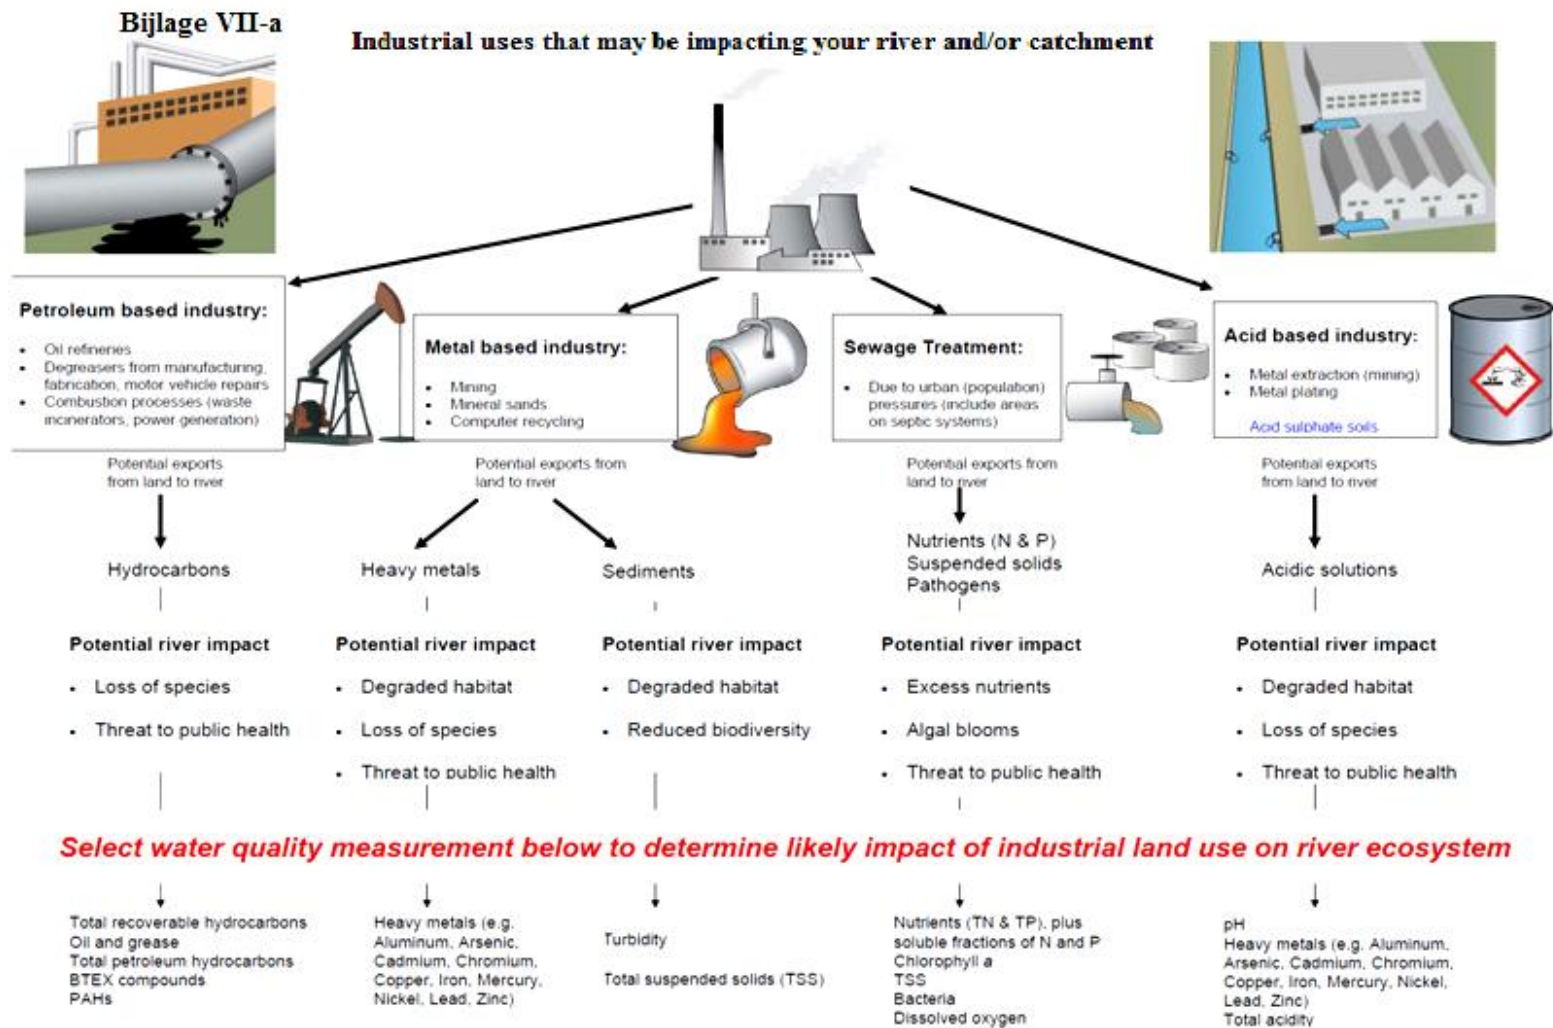 Bijlage VII-a
Industrial uses that may be impacting your river and/or catchment
Petroleum based industry:
• Oil refineries
• Degreasers from manufacturing,
fabrication, motor vehicle repairs
• Combustion processes (waste
incinerators, power generation)
Potential exports
from land to river
Hydrocarbons
Potential river impact
• Loss of species
• Threat to public health
Metal based industry:
• Mining
• Mineral sands
• Computer recycling
Potential exports from
land to river
Heavy metals
Potential river impact
• Degraded habitat
• Loss of species
• Threat to public health
Sediments
Potential river impact
• Degraded habitat
• Reduced biodiversity
Sewage Treatment:
• Due to urban (population)
pressures (include areas
on septic systems)
Potential exports from
land to river
Nutrients (N & P)
Suspended solids
Pathogens
Potential river impact
• Excess nutrients
• Algal blooms
• Threat to public health
Acid based industry:
• Metal extraction (mining)
• Metal plating
Acid sulphate soils
Potential exports
from land to river
Acidic solutions
Potential river impact
• Degraded habitat
• Loss of species
• Threat to public health
Select water quality measurement below to determine likely impact of industrial land use on river ecosystem
Total recoverable hydrocarbons
Oil and grease
Total petroleum hydrocarbons
BTEX compounds
PAHs
Heavy metals (e.g.
Aluminum, Arsenic,
Cadmium, Chromium,
Copper, Iron, Mercury,
Nickel, Lead, Zinc)
Turbidity
Total suspended solids (TSS)
Nutrients (TN & TP), plus
soluble fractions of N and P
Chlorophyll a
TSS
Bacteria
Dissolved oxygen
pH
Heavy metals (e.g. Aluminum,
Arsenic, Cadmium, Chromium,
Copper, Iron, Mercury, Nickel,
Lead, Zinc)
Total acidity